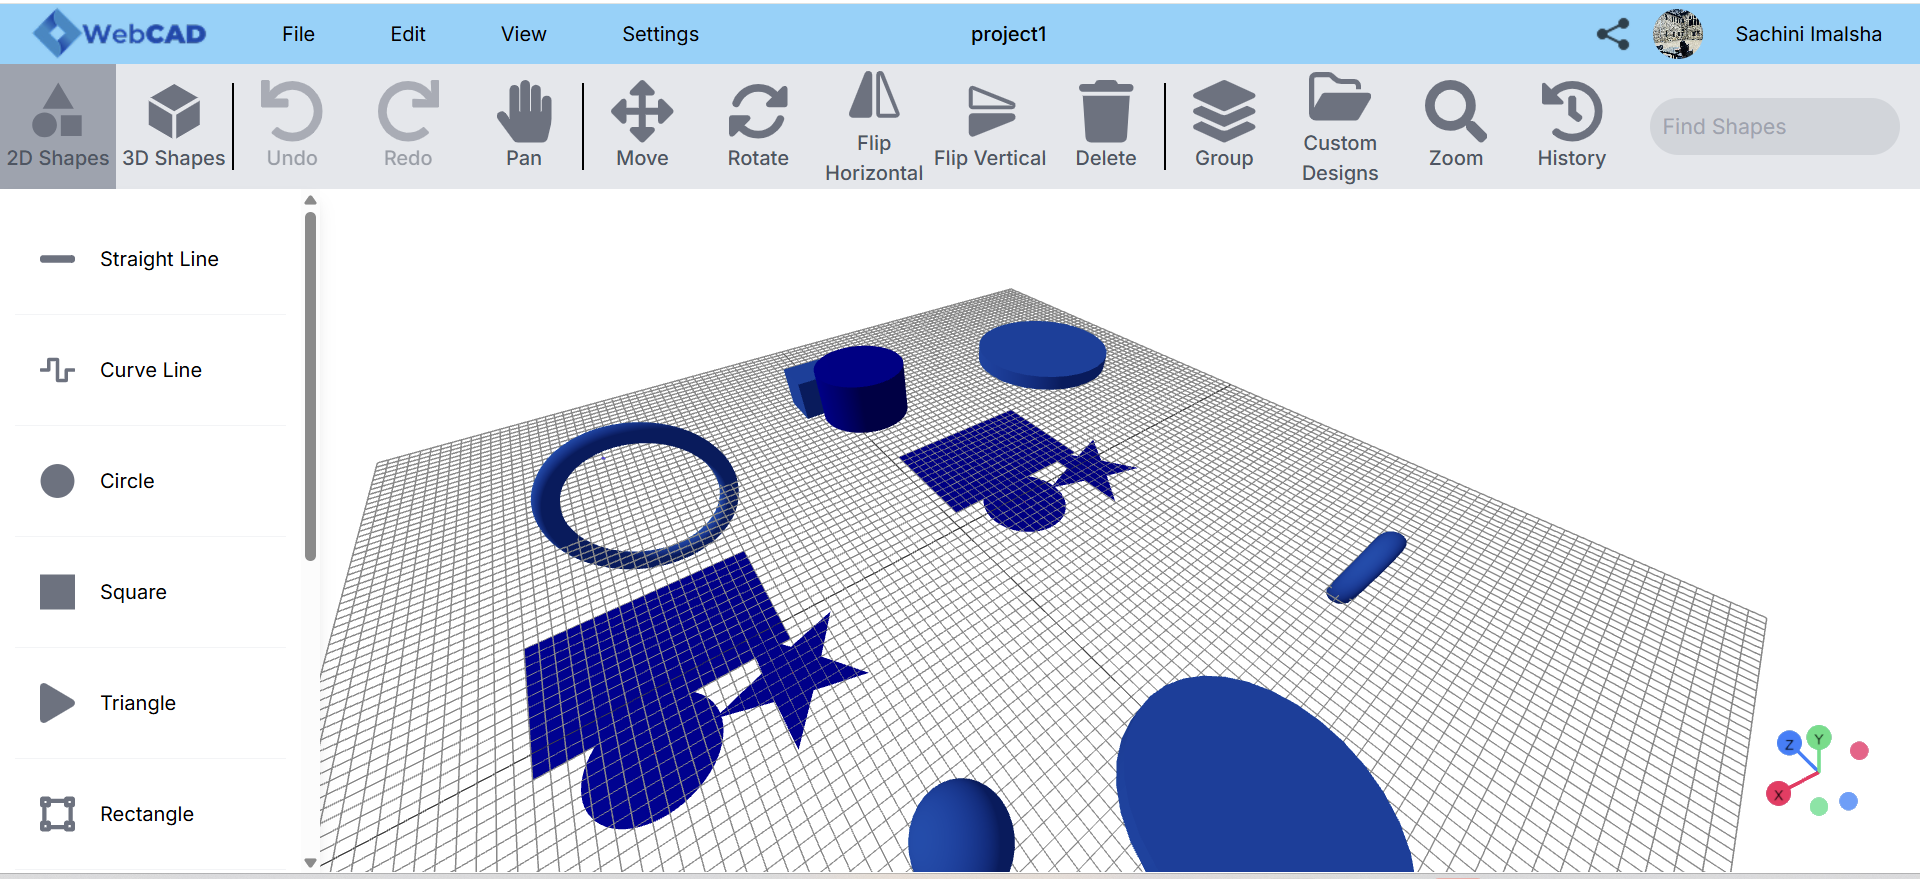 WebCAD
File
Edit
View
Settings
project1
Sachini Imalsha
2D Shapes
3D Shapes
Undo
Redo
Pan
Move
Rotate
Flip
Horizontal
Flip Vertical
Delete
Group
Custom
Designs
Zoom
History
Find Shapes
Straight Line
Curve Line
Circle
Square
Triangle
Rectangle
Z
Y
X